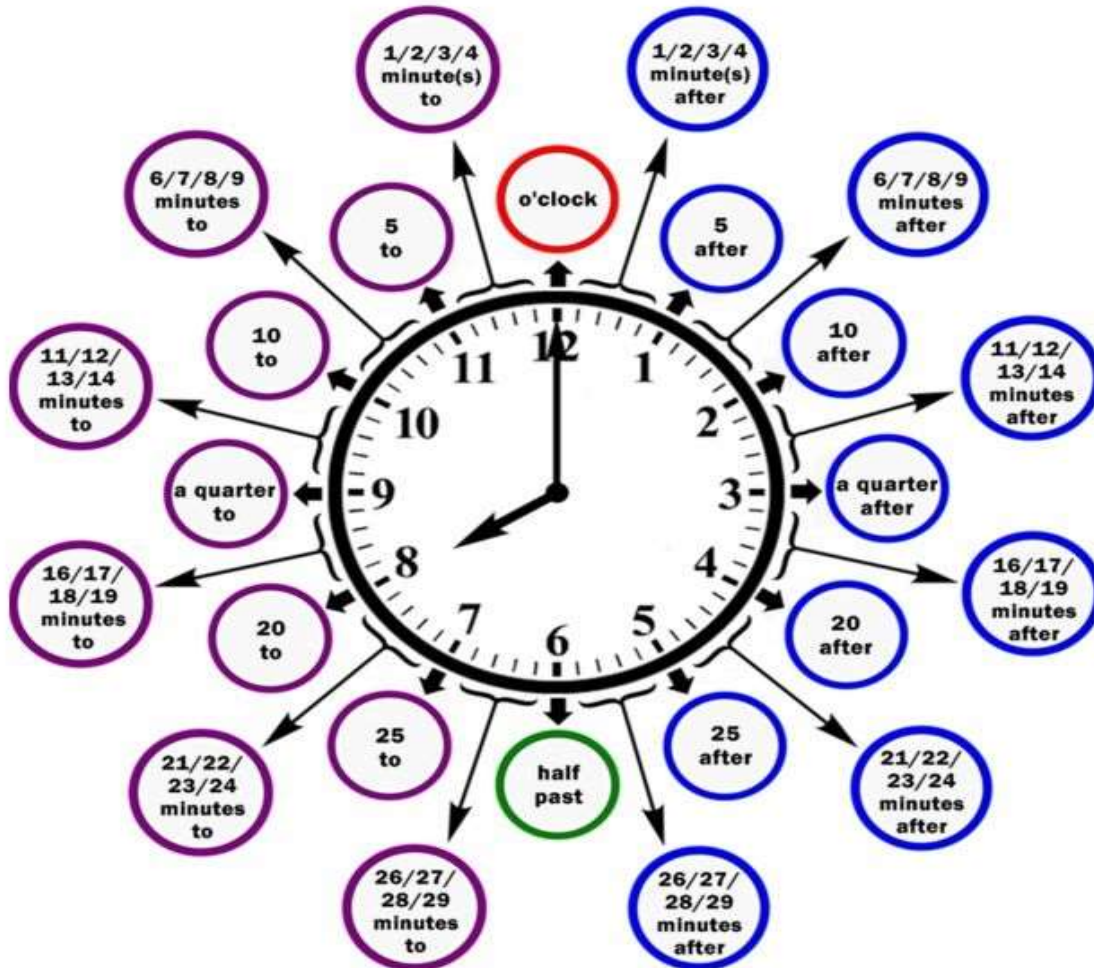 1/2/3/4
minute(s)
to
1/2/3/4
minute(s)
after
6/7/8/9
minutes
to
5
to
o'clock
5
after
6/7/8/9
minutes
after
11/12/
13/14
minutes
to
10
to
10
after
11/12/
13/14
minutes
after
a quarter
to
a quarter
after
16/17/
18/19
minutes
to
20
to
20
after
16/17/
18/19
minutes
after
21/22/
23/24
minutes
to
25
to
half
past
25
after
21/22/
23/24
minutes
after
26/27/
28/29
minutes
to
26/27/
28/29
minutes
after
12
1
2
3
4
5
6
7
8
9
10
11